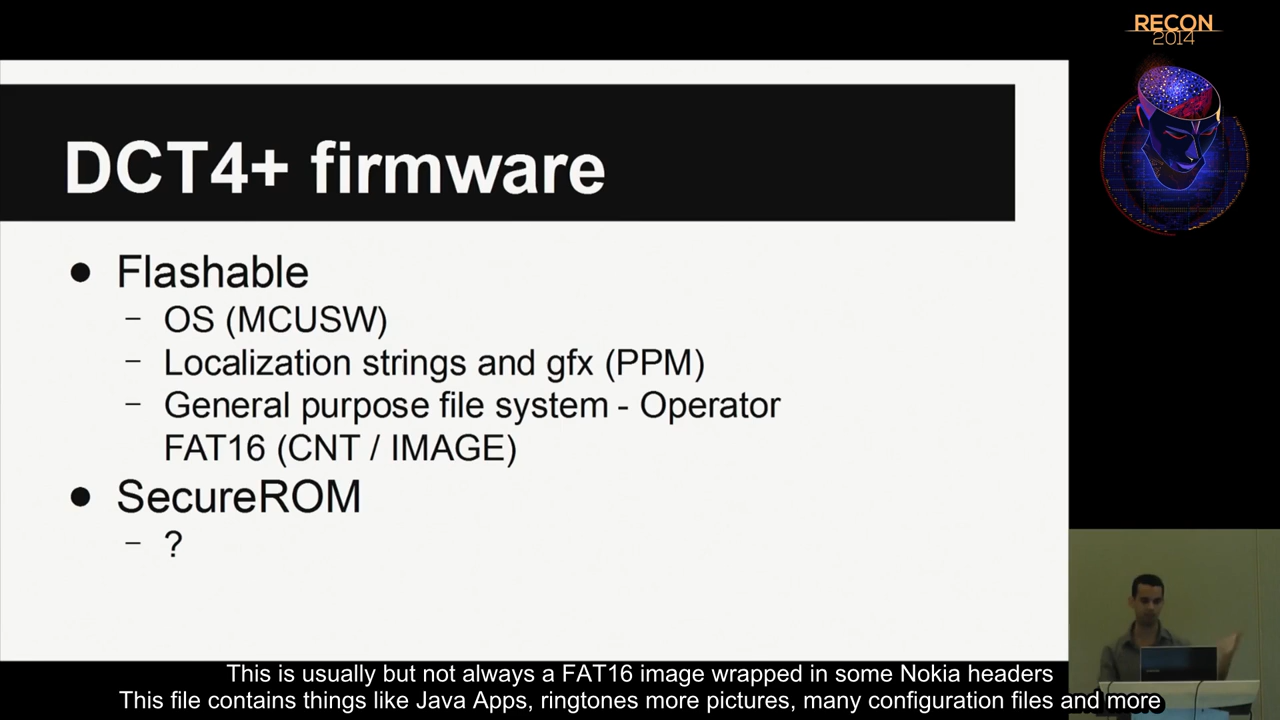 RECON
2014
DCT4+ firmware
● Flashable
– OS (MCUSW)
– Localization strings and gfx (PPM)
– General purpose file system - Operator
FAT16 (CNT / IMAGE)
● SecureROM
– ?
This is usually but not always a FAT16 image wrapped in some Nokia headers
This file contains things like Java Apps, ringtones more pictures, many configuration files and more